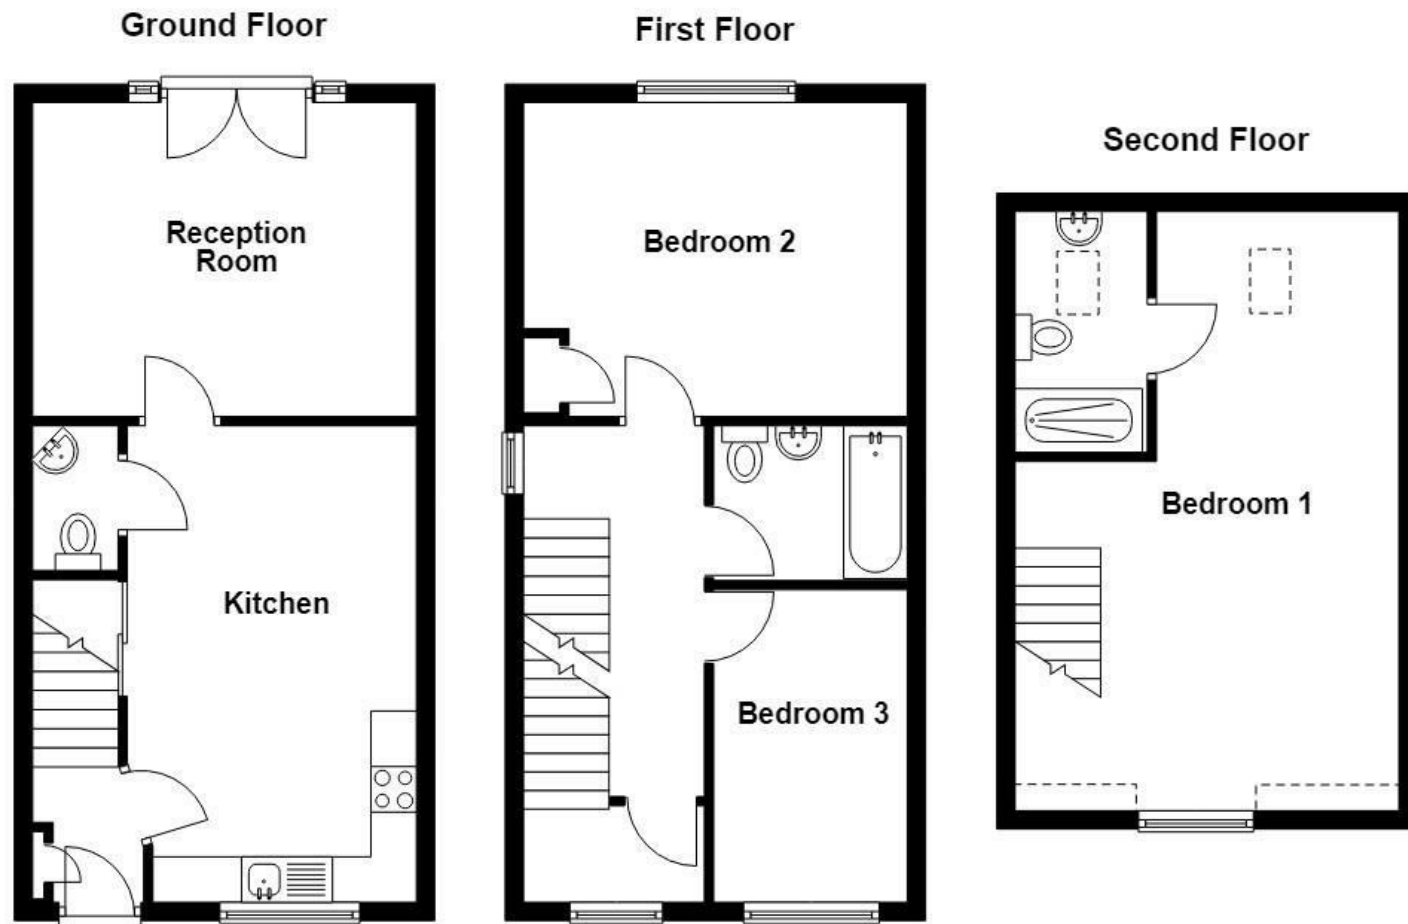 Ground Floor
Reception
Room
Kitchen
First Floor
Bedroom 2
Bedroom 3
Second Floor
Bedroom 1